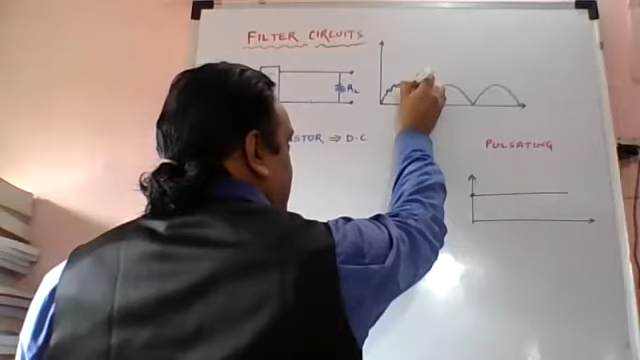 FILTER CIRCUITS
RL
STOR ⇒ D.C
PULSATING